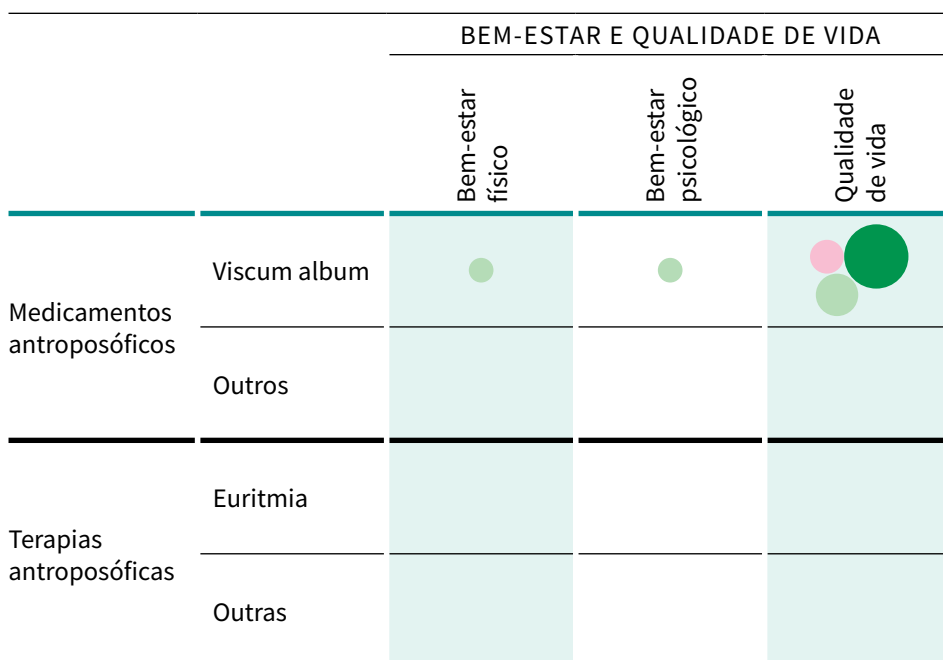 BEM-ESTAR E QUALIDADE DE VIDA
Bem-estar
físico
Bem-estar
psicológico
Qualidade
de vida
Medicamentos
antroposóficos
Viscum album
Outros
Terapias
antroposóficas
Euritmia
Outras